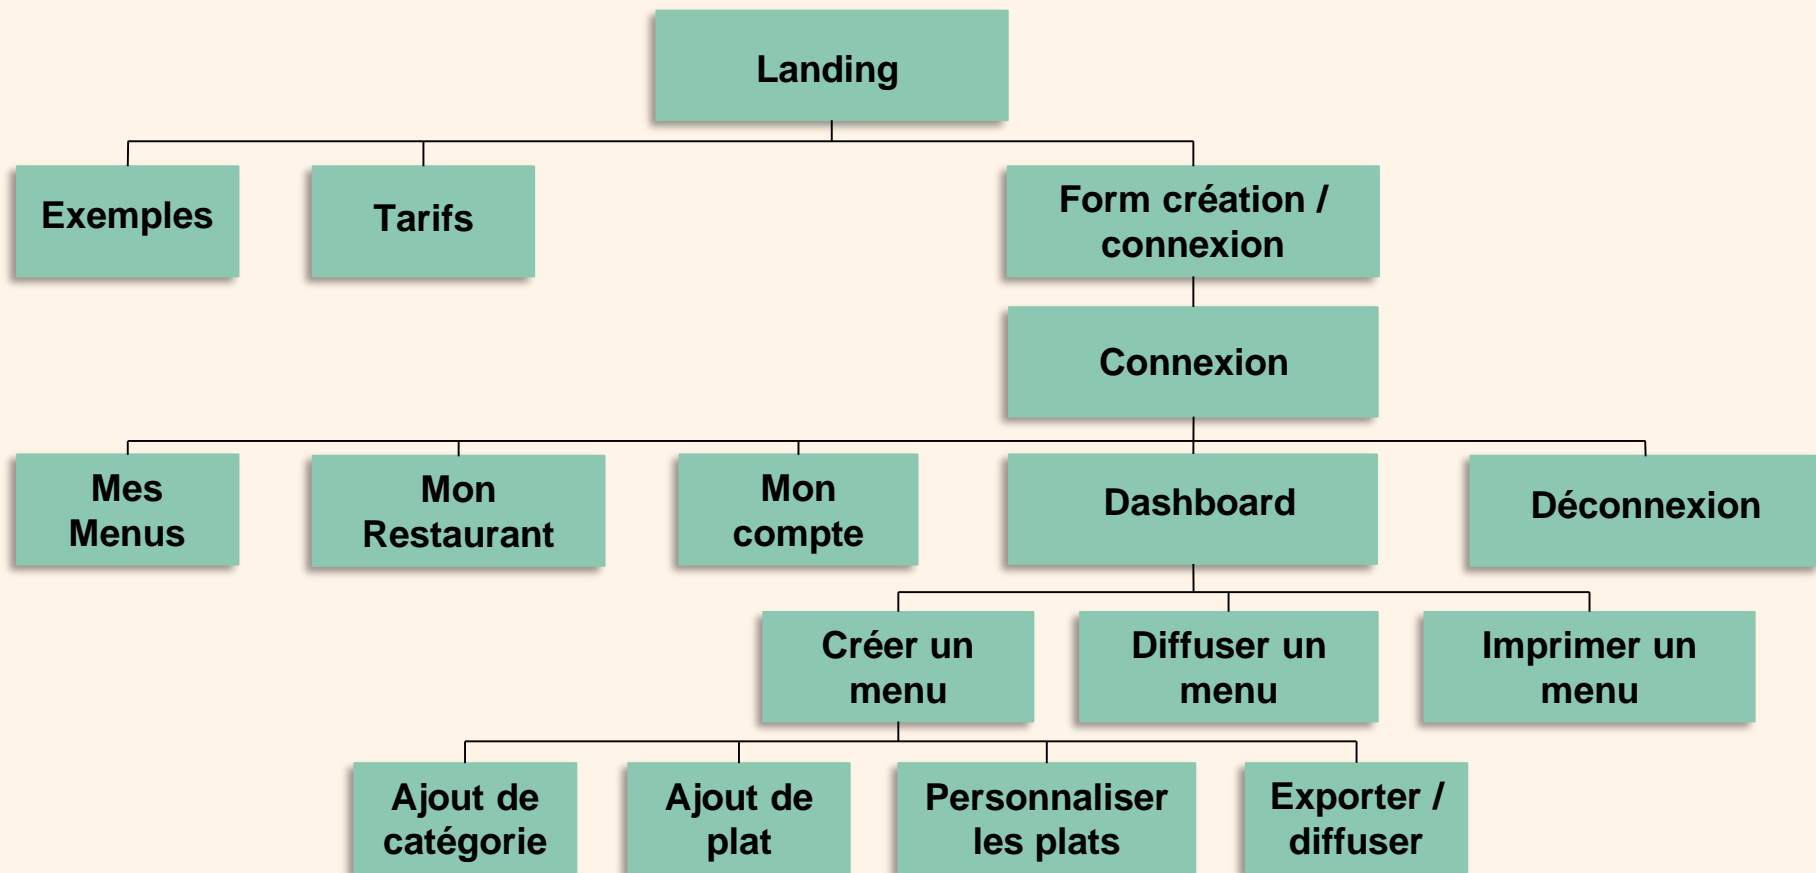 Landing
Exemples
Tarifs
Form création /
connexion
Connexion
Mes
Menus
Mon
Restaurant
Mon
compte
Dashboard
Déconnexion
Créer un
menu
Diffuser un
menu
Imprimer un
menu
Ajout de
catégorie
Ajout de
plat
Personnaliser
les plats
Exporter /
diffuser